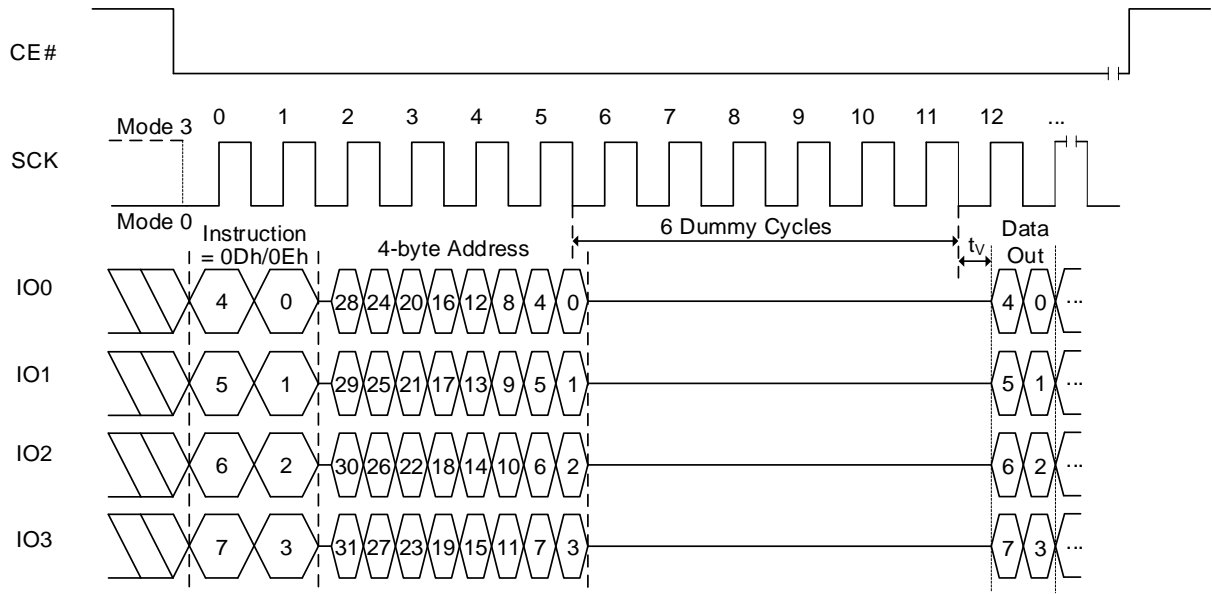 CE#
0 1 2 3 4 5 6 7 8 9 10 11 12 ...
Mode 3
SCK
Mode 0
6 Dummy Cycles
Instruction
= 0Dh/0Eh
4-byte Address
tV
Data
Out
IO0 4 0 28 24 20 16 12 8 4 0 4 0 ...
IO1 5 1 29 25 21 17 13 9 5 1 5 1 ...
IO2 6 2 30 26 22 18 14 10 6 2 6 2 ...
IO3 7 3 31 27 23 19 15 11 7 3 7 3 ...